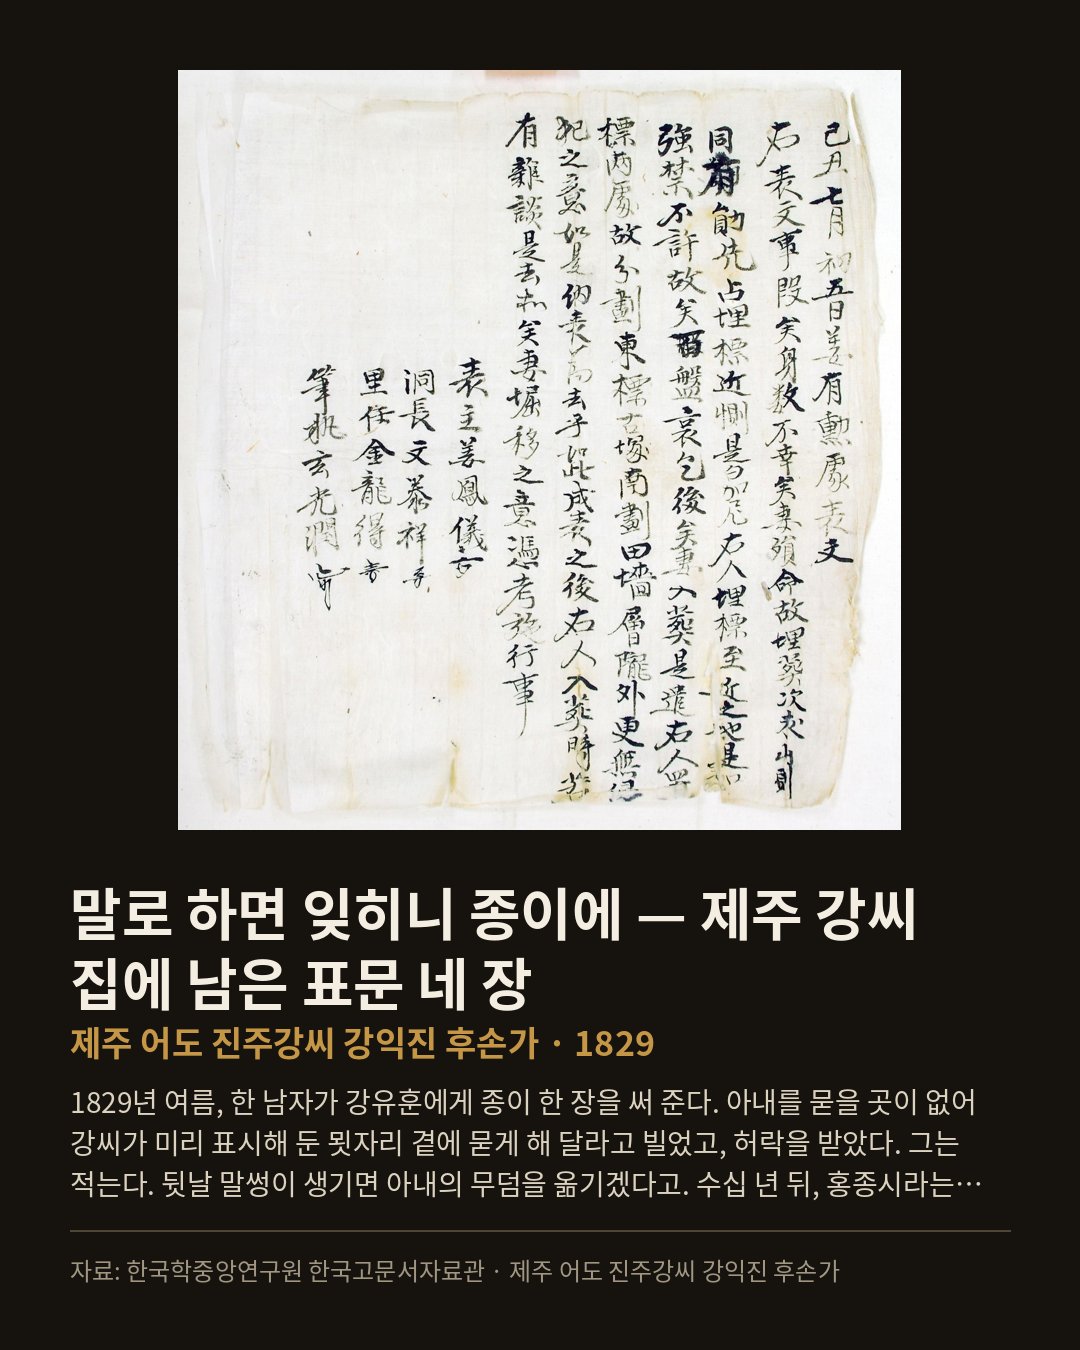 己丑七月初五日姜有勳處表文
右表文事段矣身數不幸矣妻殞命故埋葬次求山則
同有勛先占埋標近惻是如加尼右人埋標至近之地是如
強禁不許故矣百盤哀乞後矣妻入葬是遣右人
標內處故分劃東標古塚南劃田墻層隴外更無
犯之意如是納表爲去乎如此成表之後右人入葬時若
有雜談是去等矣妻堀移之意憑考施行事
表主姜鳳儀
洞長文泰祥
里任金龍得
筆執玄光潤
말로 하면 잊히니 종이에 — 제주 강씨
집에 남은 표문 네 장
제주 어도 진주강씨 강익진 후손가 · 1829
1829년 여름, 한 남자가 강유훈에게 종이 한 장을 써 준다. 아내를 묻을 곳이 없어
강씨가 미리 표시해 둔 묏자리 곁에 묻게 해 달라고 빌었고, 허락을 받았다. 그는
적는다. 뒷날 말썽이 생기면 아내의 무덤을 옮기겠다고. 수십 년 뒤, 홍종시라는…
자료: 한국학중앙연구원 한국고문서자료관 · 제주 어도 진주강씨 강익진 후손가